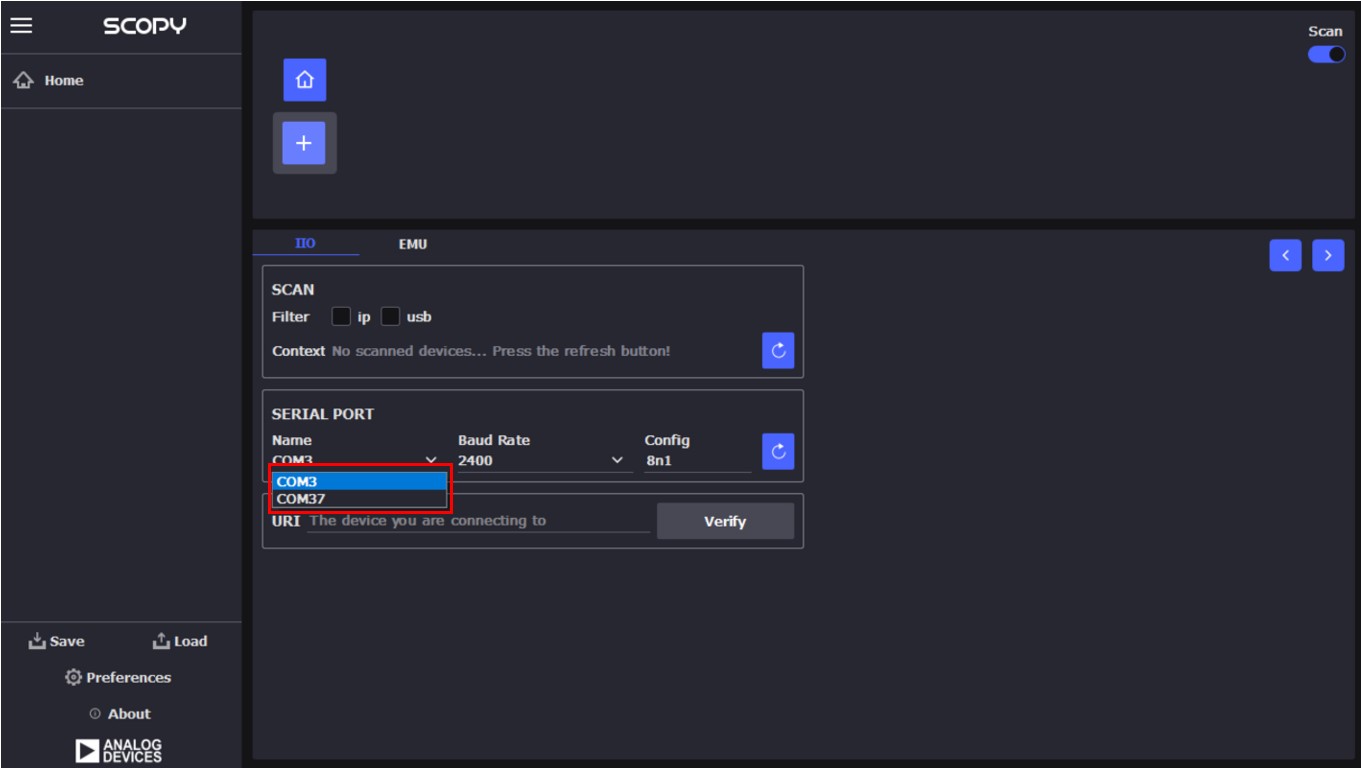 SCOPY
Scan
Home
IIO EMU
SCAN
Filter ip usb
Context No scanned devices... Press the refresh button!
SERIAL PORT
Name Baud Rate Config
COM3 2400 8n1
COM3
COM37
URI The device you are connecting to Verify
Save Load
Preferences
About
ANALOG
DEVICES